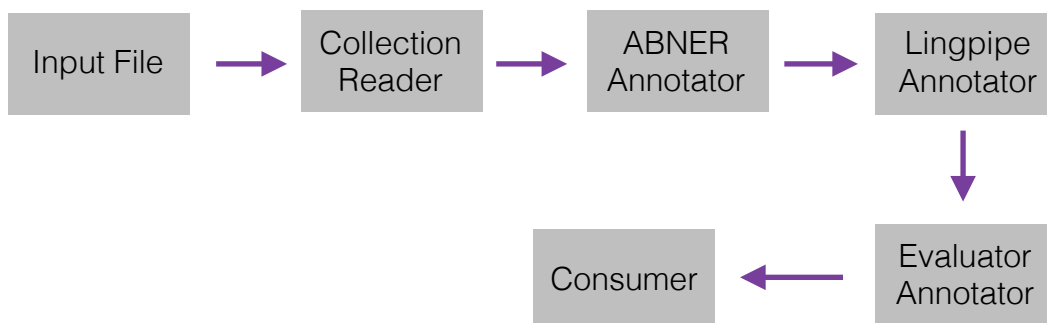 Input File
Collection
Reader
ABNER
Annotator
Lingpipe
Annotator
Evaluator
Annotator
Consumer